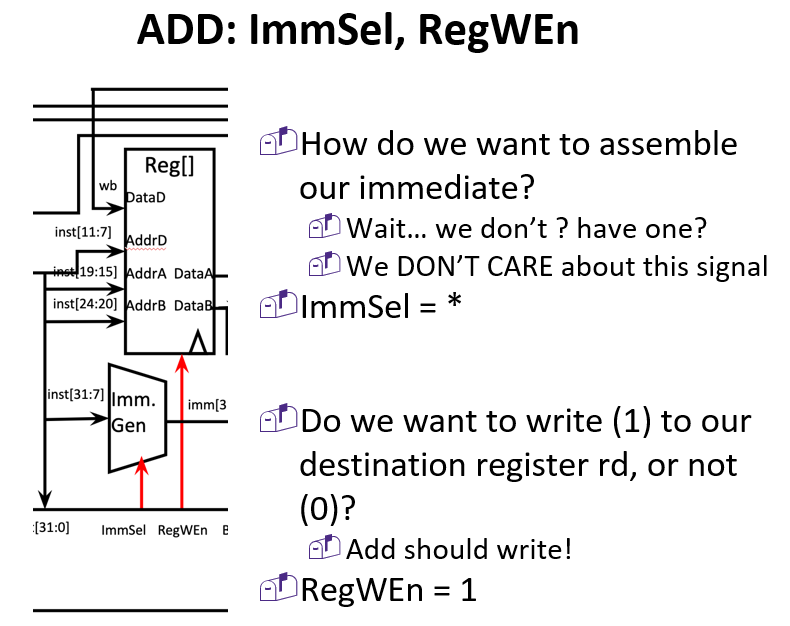 ADD: ImmSel, RegWEn
Reg[]
wb
DataD
inst[11:7]
AddrD
inst[19:15]
AddrA
DataA
inst[24:20]
AddrB
DataB
inst[31:7]
Imm.
Gen
imm[3
:[31:0]
ImmSel
RegWEn
B
How do we want to assemble
our immediate?
Wait... we don't ? have one?
We DON'T CARE about this signal
ImmSel = *
Do we want to write (1) to our
destination register rd, or not
(0)?
Add should write!
RegWEn = 1